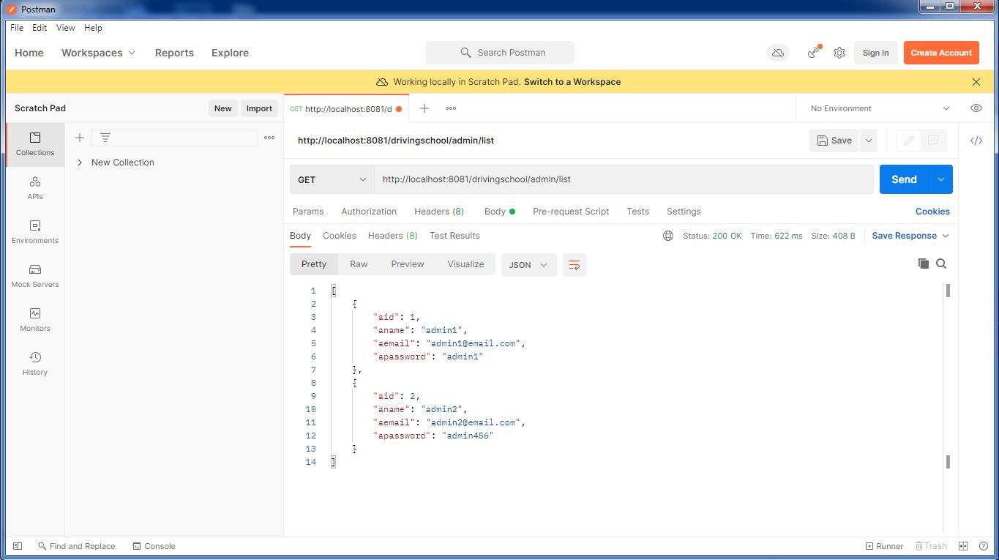 Postman
File Edit View Help
Home Workspaces Reports Explore Search Postman Sign In Create Account
Working locally in Scratch Pad. Switch to a Workspace
Scratch Pad New Import GET http://localhost:8081/d No Environment
http://localhost:8081/drivingschool/admin/list Save
Collections
New Collection
GET http://localhost:8081/drivingschool/admin/list Send
APIs
Params Authorization Headers (8) Body Pre-request Script Tests Settings Cookies
Environments
Body Cookies Headers (8) Test Results Status: 200 OK Time: 622 ms Size: 408 B Save Response
Pretty Raw Preview Visualize JSON
Mock Servers
Monitors
History
1 [
2 {
3 "aid": 1,
4 "aname": "admin1",
5 "aemail": "admin1@email.com",
6 "apassword": "admin1"
7 },
8 {
9 "aid": 2,
10 "aname": "admin2",
11 "aemail": "admin2@email.com",
12 "apassword": "admin456"
13 }
14 ]
Find and Replace Console Runner Trash